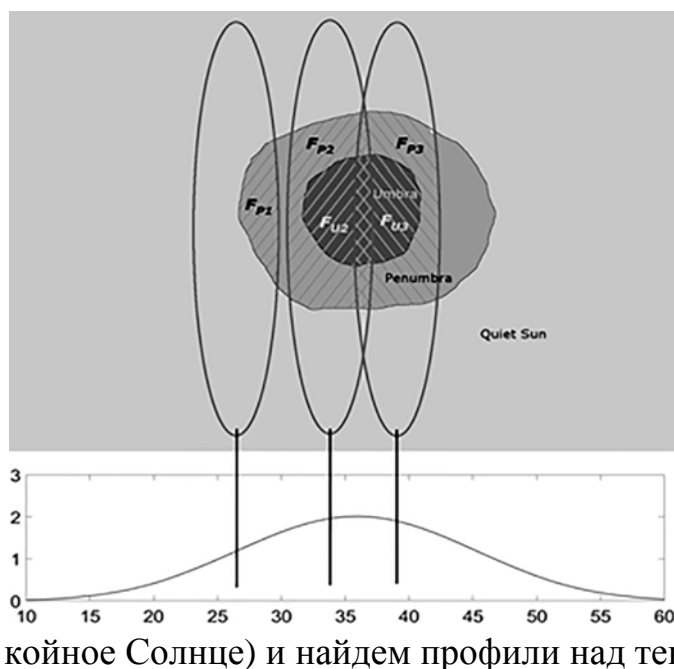 F_P2 F_P3
Umbra
F_P1
F_U2 F_U3
Penumbra
Quiet Sun
3
2
1
0
10 15 20 25 30 35 40 45 50 55 60
койное Солнце) и найдем профили над